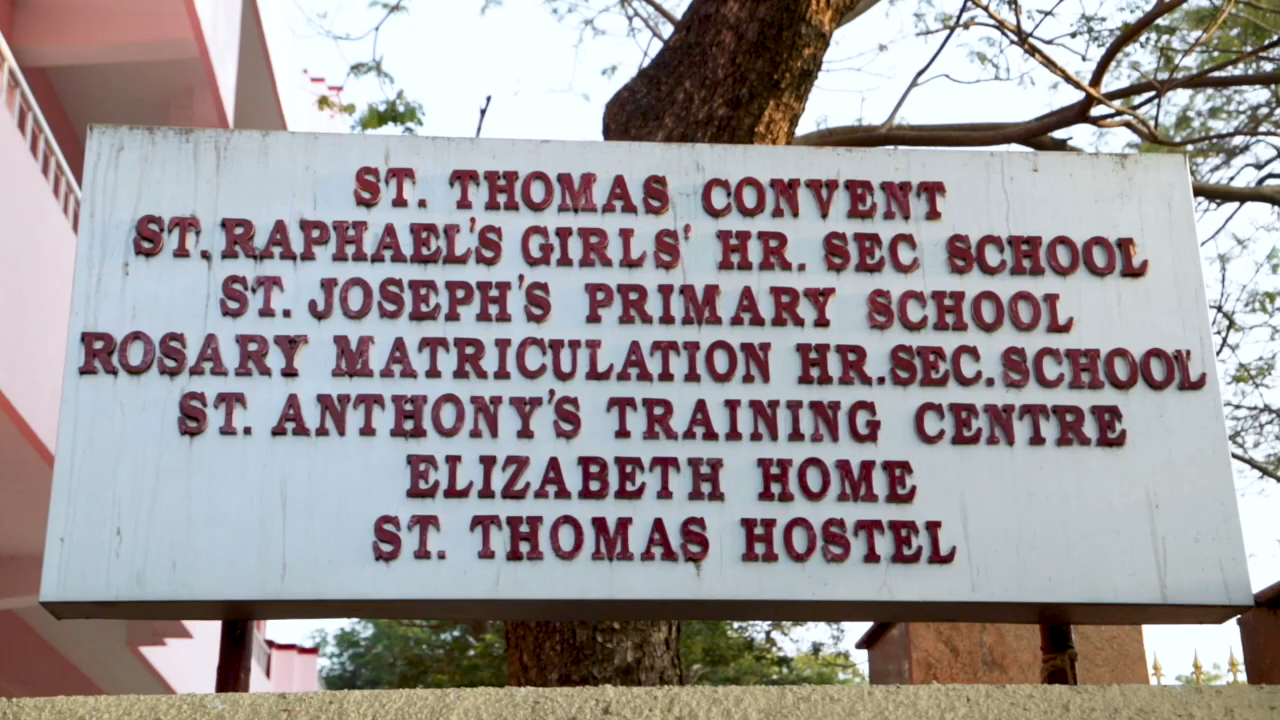 ST. THOMAS CONVENT
ST. RAPHAEL'S GIRLS' HR. SEC SCHOOL
ST. JOSEPH'S PRIMARY SCHOOL
ROSARY MATRICULATION HR.SEC.SCHOOL
ST. ANTHONY'S TRAINING CENTRE
ELIZABETH HOME
ST. THOMAS HOSTEL